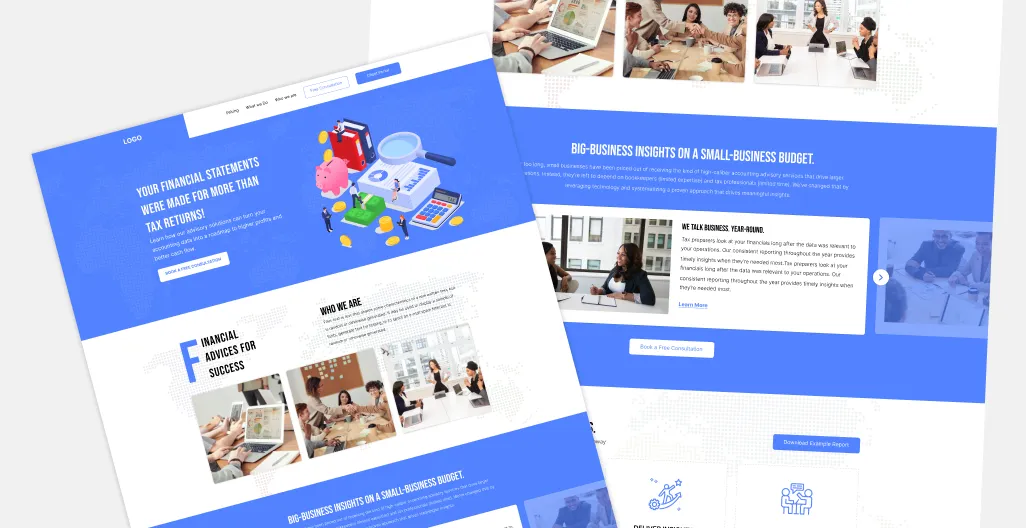 LOGO
Pricing
What we Do
Who we are
YOUR FINANCIAL STATEMENTS
WERE MADE FOR MORE THAN
TAX RETURNS!
Learn how our advisory solutions can turn your
accounting data into a roadmap to higher profits and
better cash flow
BOOK A FREE CONSULTATION
FINANCIAL
ADVICES FOR
SUCCESS
WHO WE ARE
BIG-BUSINESS INSIGHTS ON A SMALL-BUSINESS BUDGET.
BIG-BUSINESS INSIGHTS ON A SMALL-BUSINESS BUDGET.
too long, small businesses have been priced out of receiving the kind of high-caliber accounting advisory services that drive larger
Instead, they're left to depend on bookkeepers (limited expertise) and tax professionals (limited time). We've changed that by
leveraging technology and systematizing a proven approach that drives meaningful insights.
WE TALK BUSINESS. YEAR-ROUND.
Tax preparers look at your financials long after the data was relevant to
your operations. Our consistent reporting throughout the year provides
timely insights when they're needed most.Tax preparers look at your
financials long after the data was relevant to your operations. Our
consistent reporting throughout the year provides timely insights when
they're needed most.
Learn More
Book a Free Consultation
Download Example Report